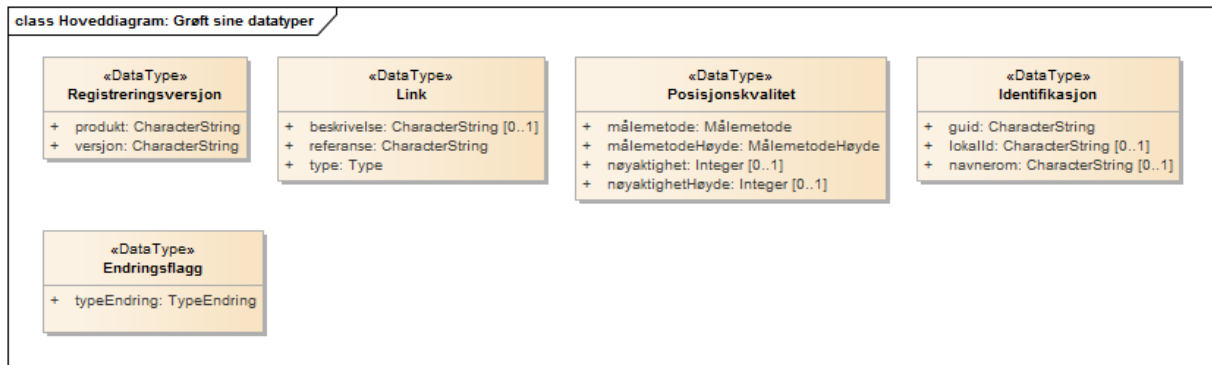 class Hoveddiagram: Grøft sine datatyper
«DataType»
Registreringsversjon
+ produkt: CharacterString
+ versjon: CharacterString
«DataType»
Link
+ beskrivelse: CharacterString [0..1]
+ referanse: CharacterString
+ type: Type
«DataType»
Posisjonskvalitet
+ målemetode: Målemetode
+ målemetodeHøyde: MålemetodeHøyde
+ nøyaktighet: Integer [0..1]
+ nøyaktighetHøyde: Integer [0..1]
«DataType»
Identifikasjon
+ guid: CharacterString
+ lokalId: CharacterString [0..1]
+ navnerom: CharacterString [0..1]
«DataType»
Endringsflagg
+ typeEndring: TypeEndring